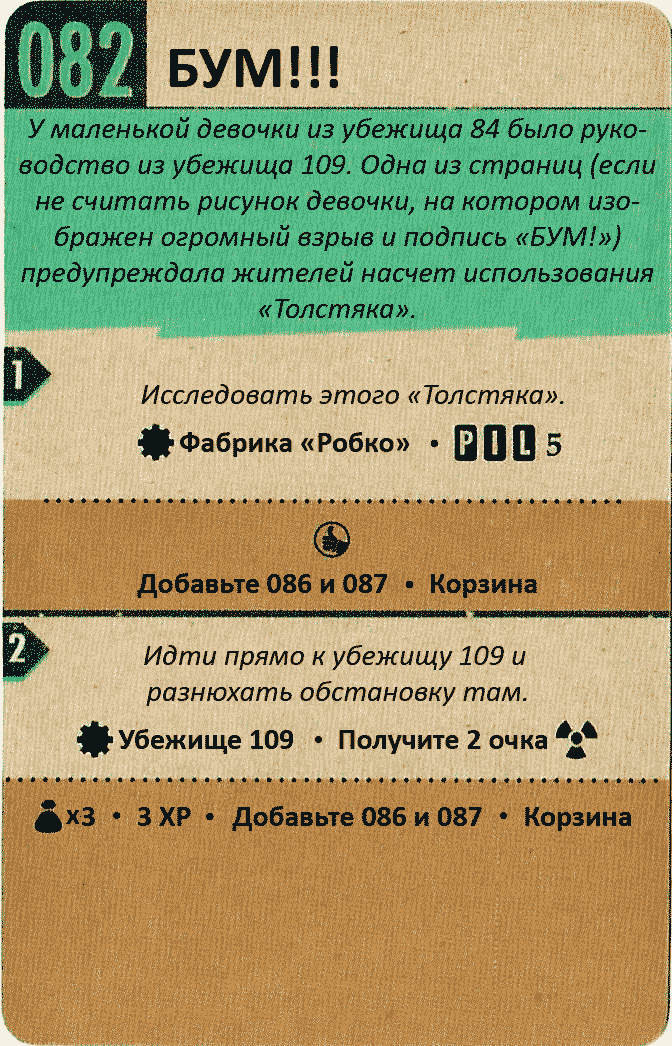 082 БУМ!!!
У маленькой девочки из убежища 84 было руко-
водство из убежища 109. Одна из страниц (если
не считать рисунок девочки, на котором изо-
бражен огромный взрыв и подпись «БУМ!»)
предупреждала жителей насчет использования
«Толстяка».
1
Исследовать этого «Толстяка».
Фабрика «Робко» • P I L 5
Добавьте 086 и 087 • Корзина
2
Идти прямо к убежищу 109 и
разнюхать обстановку там.
Убежище 109 • Получите 2 очка
x3 • 3 XP • Добавьте 086 и 087 • Корзина